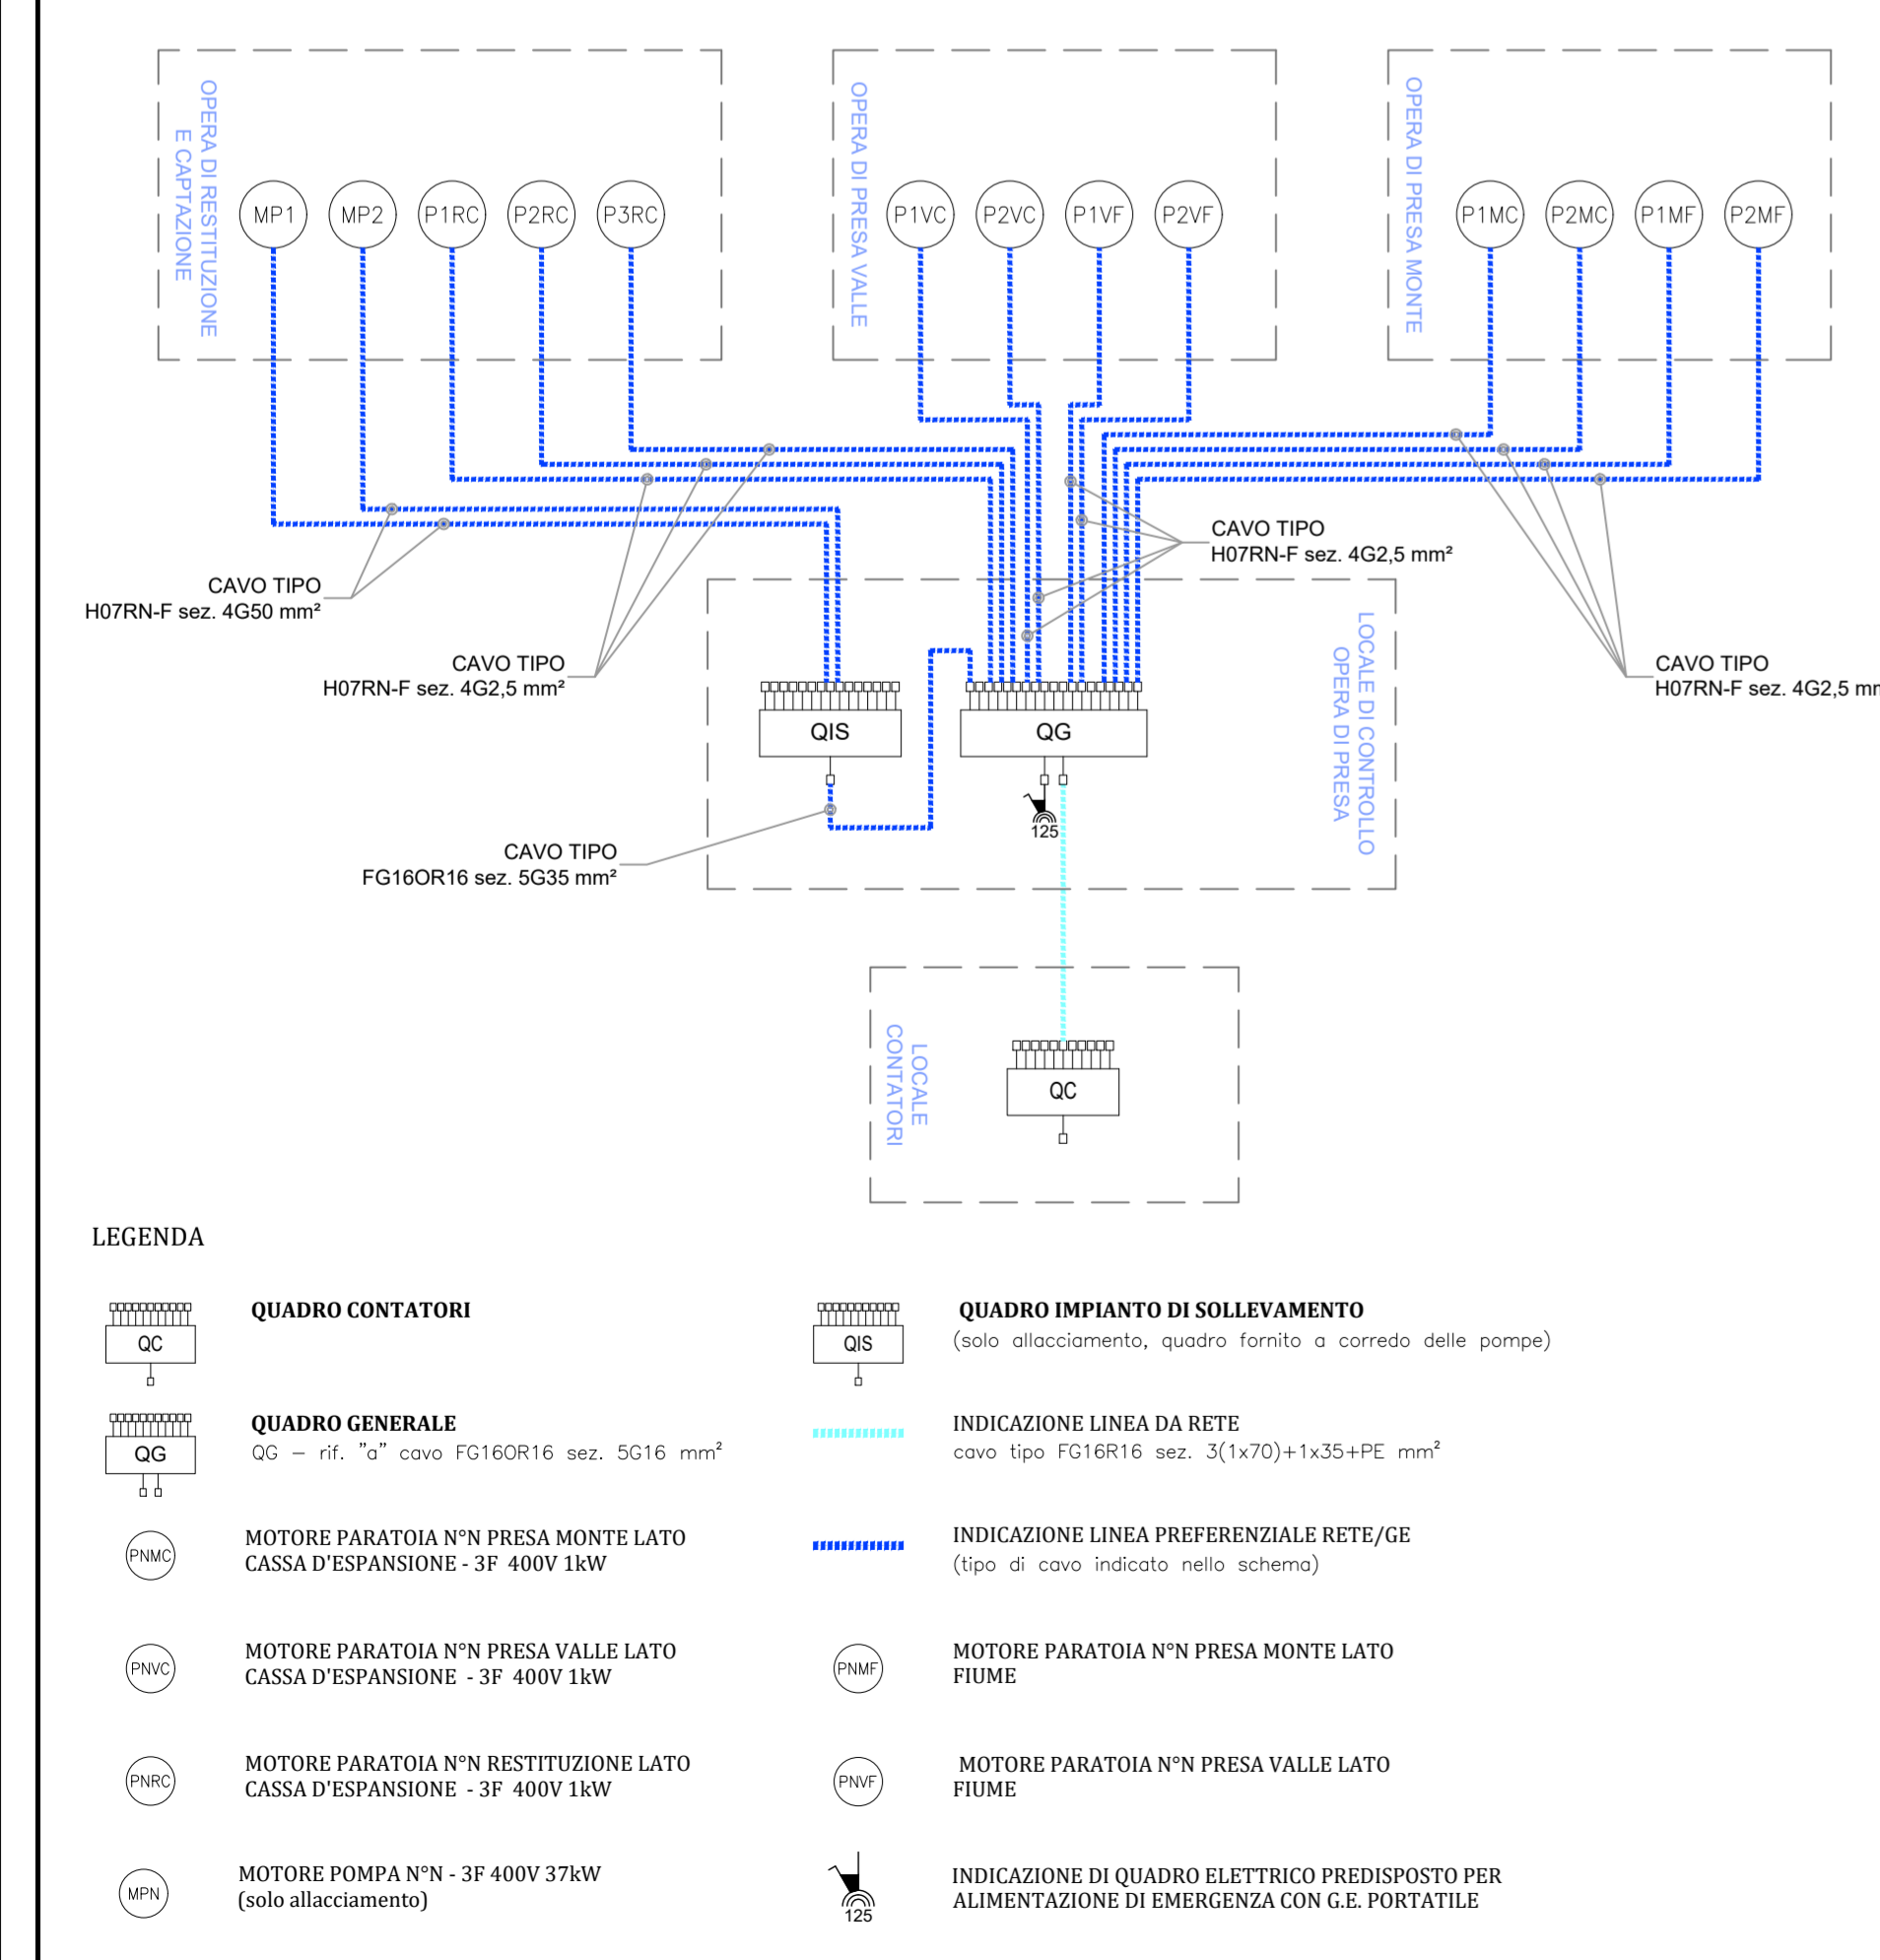 OPERA DI RESTITUZIONE
E CAPTAZIONE
MP1
MP2
P1RC
P2RC
P3RC
OPERA DI PRESA VALLE
P1VC
P2VC
P1VF
P2VF
OPERA DI PRESA MONTE
P1MC
P2MC
P1MF
P2MF
CAVO TIPO
H07RN-F sez. 4G50 mm²
CAVO TIPO
H07RN-F sez. 4G2,5 mm²
CAVO TIPO
H07RN-F sez. 4G2,5 mm²
CAVO TIPO
H07RN-F sez. 4G2,5 m
LOCALE DI CONTROLLO
OPERA DI PRESA
QIS
QG
125
CAVO TIPO
FG16OR16 sez. 5G35 mm²
LOCALE
CONTATORI
QC
LEGENDA
QC
QUADRO CONTATORI
QIS
QUADRO IMPIANTO DI SOLLEVAMENTO
(solo allacciamento, quadro fornito a corredo delle pompe)
QG
QUADRO GENERALE
QG – rif. "a" cavo FG16OR16 sez. 5G16 mm²
INDICAZIONE LINEA DA RETE
cavo tipo FG16R16 sez. 3(1x70)+1x35+PE mm²
PNMC
MOTORE PARATOIA N°N PRESA MONTE LATO
CASSA D'ESPANSIONE - 3F 400V 1kW
INDICAZIONE LINEA PREFERENZIALE RETE/GE
(tipo di cavo indicato nello schema)
PNVC
MOTORE PARATOIA N°N PRESA VALLE LATO
CASSA D'ESPANSIONE - 3F 400V 1kW
PNMF
MOTORE PARATOIA N°N PRESA MONTE LATO
FIUME
PNRC
MOTORE PARATOIA N°N RESTITUZIONE LATO
CASSA D'ESPANSIONE - 3F 400V 1kW
PNVF
MOTORE PARATOIA N°N PRESA VALLE LATO
FIUME
MPN
MOTORE POMPA N°N - 3F 400V 37kW
(solo allacciamento)
125
INDICAZIONE DI QUADRO ELETTRICO PREDISPOSTO PER
ALIMENTAZIONE DI EMERGENZA CON G.E. PORTATILE